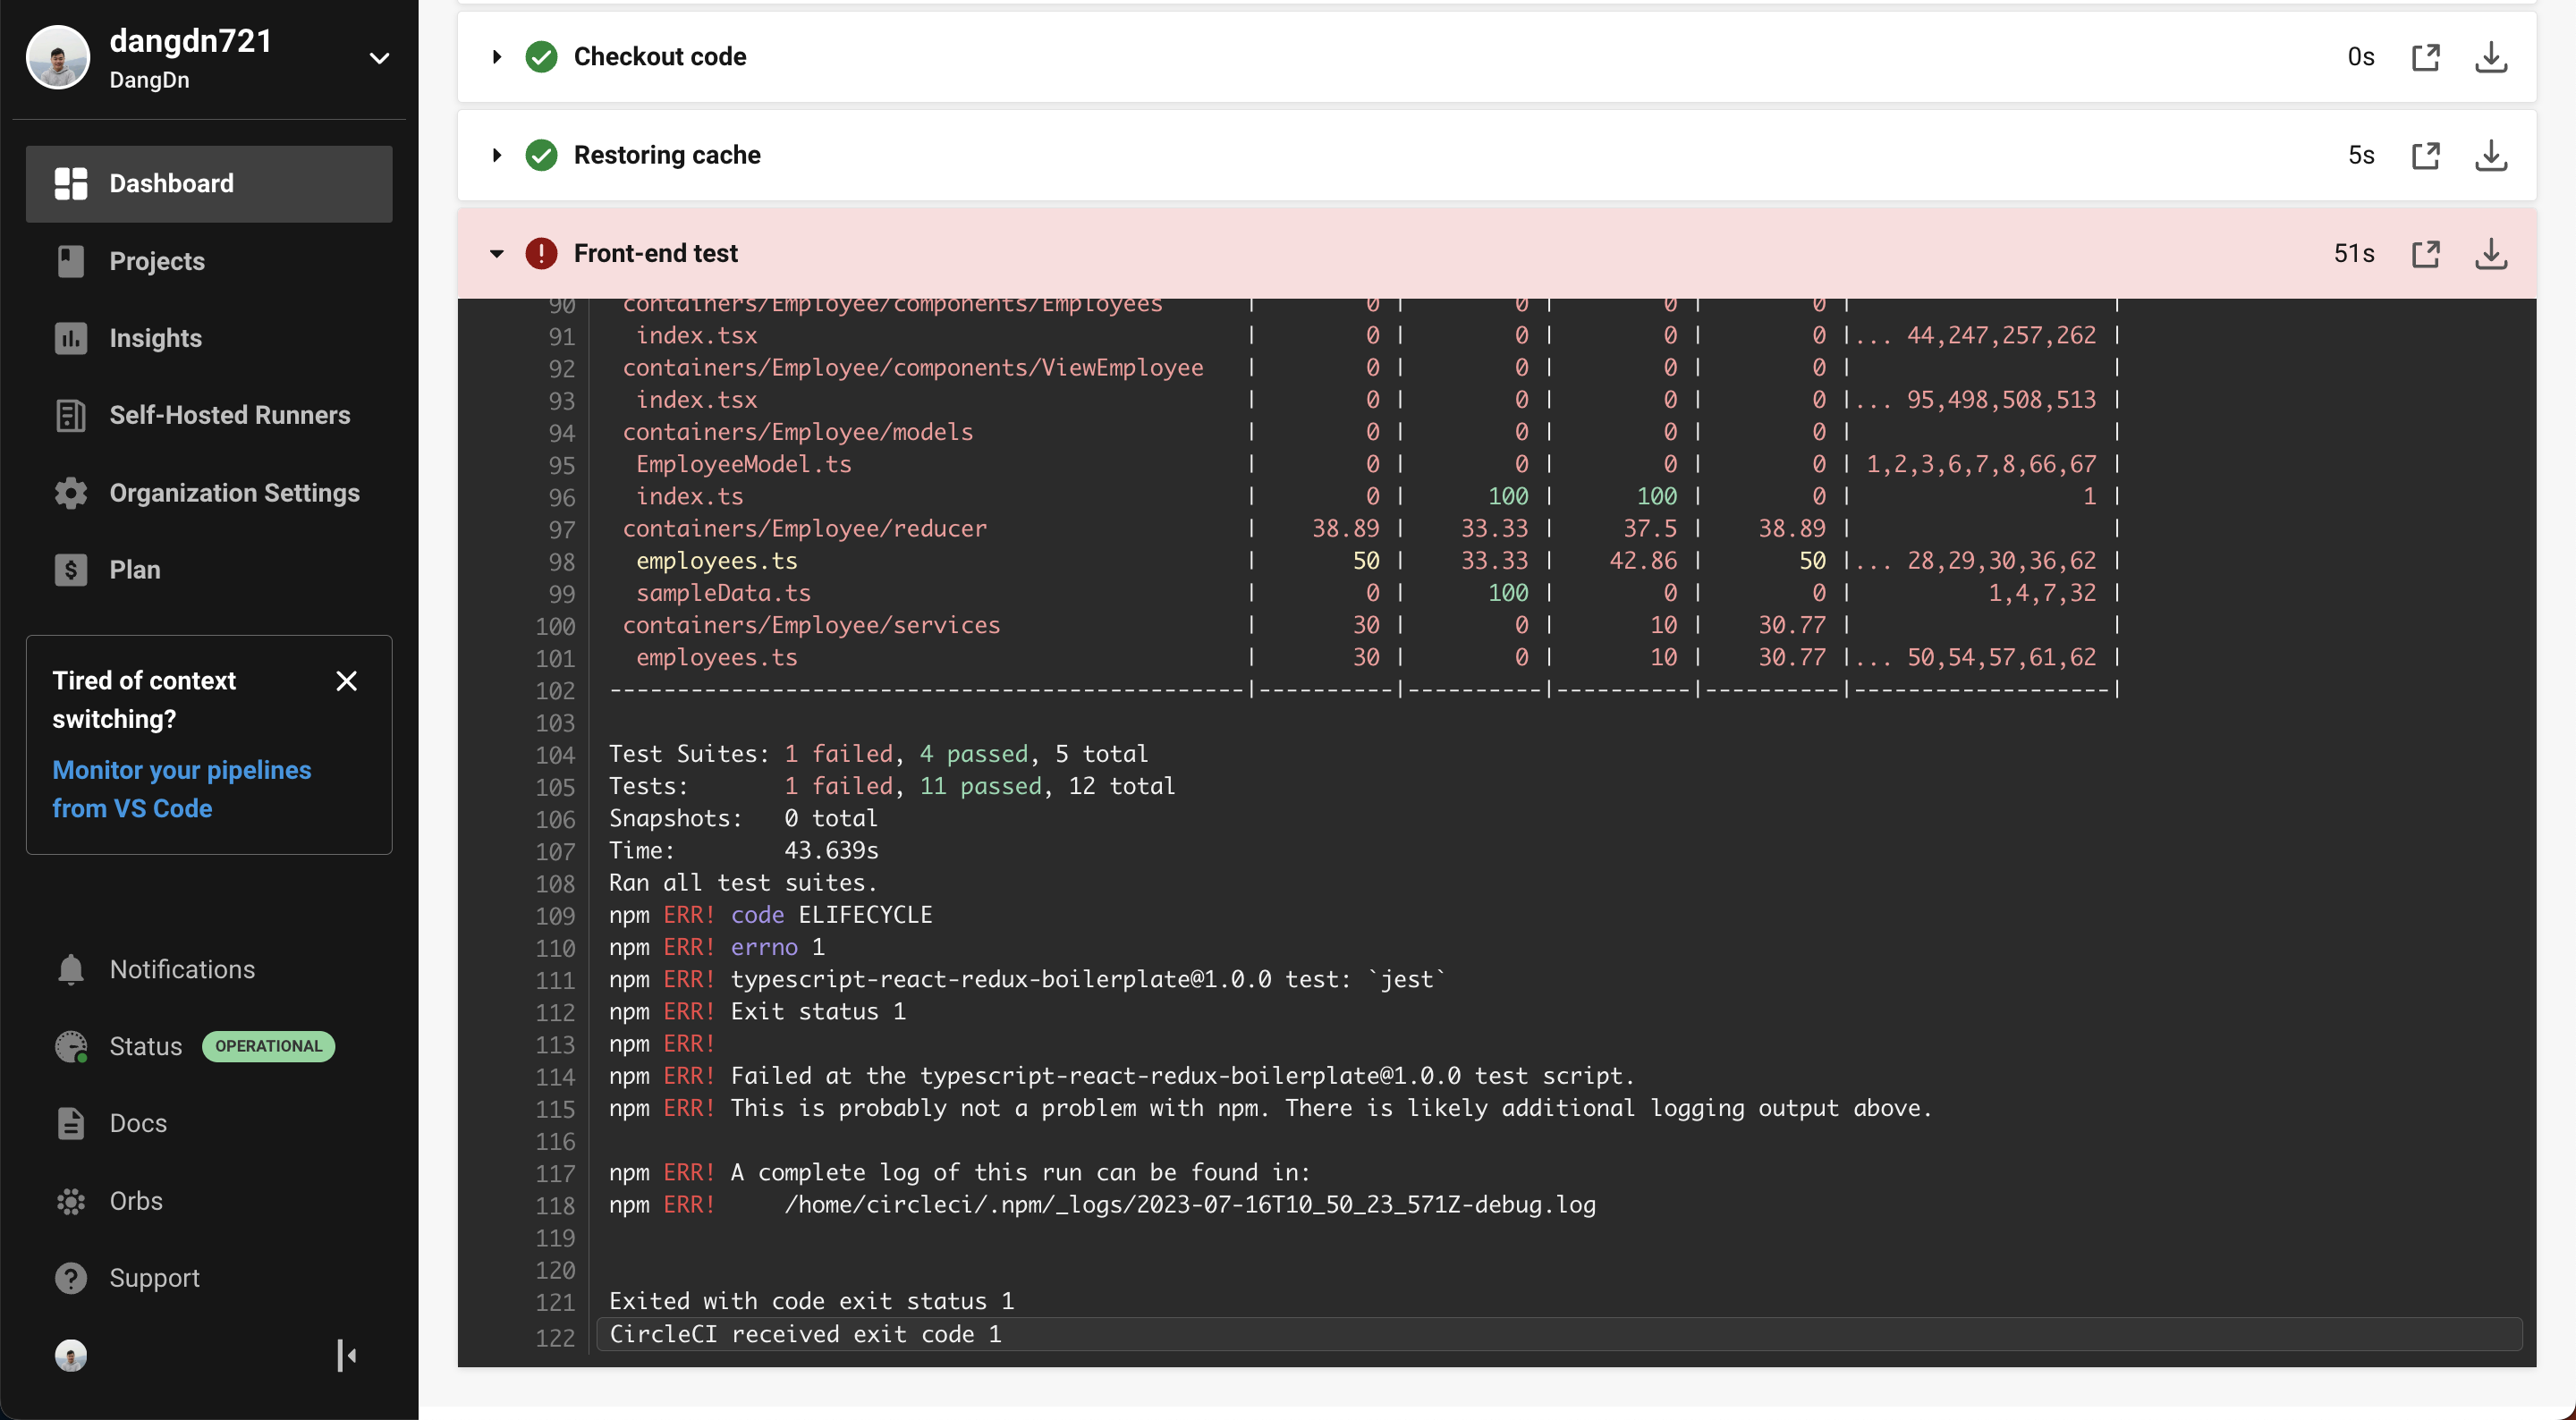 dangdn721
DangDn
Dashboard
Projects
Insights
Self-Hosted Runners
Organization Settings
Plan
Tired of context
switching?
Monitor your pipelines
from VS Code
Notifications
Status OPERATIONAL
Docs
Orbs
Support
Checkout code 0s
Restoring cache 5s
Front-end test 51s
90 containers/Employee/components/Employees | 0 | 0 | 0 | 0 | |
91 index.tsx | 0 | 0 | 0 | 0 |... 44,247,257,262 |
92 containers/Employee/components/ViewEmployee | 0 | 0 | 0 | 0 | |
93 index.tsx | 0 | 0 | 0 | 0 |... 95,498,508,513 |
94 containers/Employee/models | 0 | 0 | 0 | 0 | |
95 EmployeeModel.ts | 0 | 0 | 0 | 0 | 1,2,3,6,7,8,66,67 |
96 index.ts | 0 | 100 | 100 | 0 | 1 |
97 containers/Employee/reducer | 38.89 | 33.33 | 37.5 | 38.89 | |
98 employees.ts | 50 | 33.33 | 42.86 | 50 |... 28,29,30,36,62 |
99 sampleData.ts | 0 | 100 | 0 | 0 | 1,4,7,32 |
100 containers/Employee/services | 30 | 0 | 10 | 30.77 | |
101 employees.ts | 30 | 0 | 10 | 30.77 |... 50,54,57,61,62 |
102 -----------------------------------------------|----------|----------|----------|----------|-------------------|
103
104 Test Suites: 1 failed, 4 passed, 5 total
105 Tests: 1 failed, 11 passed, 12 total
106 Snapshots: 0 total
107 Time: 43.639s
108 Ran all test suites.
109 npm ERR! code ELIFECYCLE
110 npm ERR! errno 1
111 npm ERR! typescript-react-redux-boilerplate@1.0.0 test: `jest`
112 npm ERR! Exit status 1
113 npm ERR!
114 npm ERR! Failed at the typescript-react-redux-boilerplate@1.0.0 test script.
115 npm ERR! This is probably not a problem with npm. There is likely additional logging output above.
116
117 npm ERR! A complete log of this run can be found in:
118 npm ERR! /home/circleci/.npm/_logs/2023-07-16T10_50_23_571Z-debug.log
119
120
121 Exited with code exit status 1
122 CircleCI received exit code 1